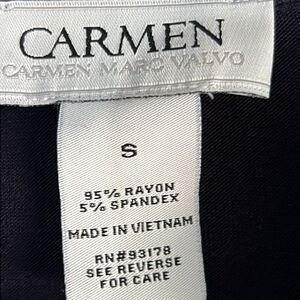 CARMEN
CARMEN MARC VALVO
S
95% RAYON
5% SPANDEX
MADE IN VIETNAM
RN#93178
SEE REVERSE
FOR CARE